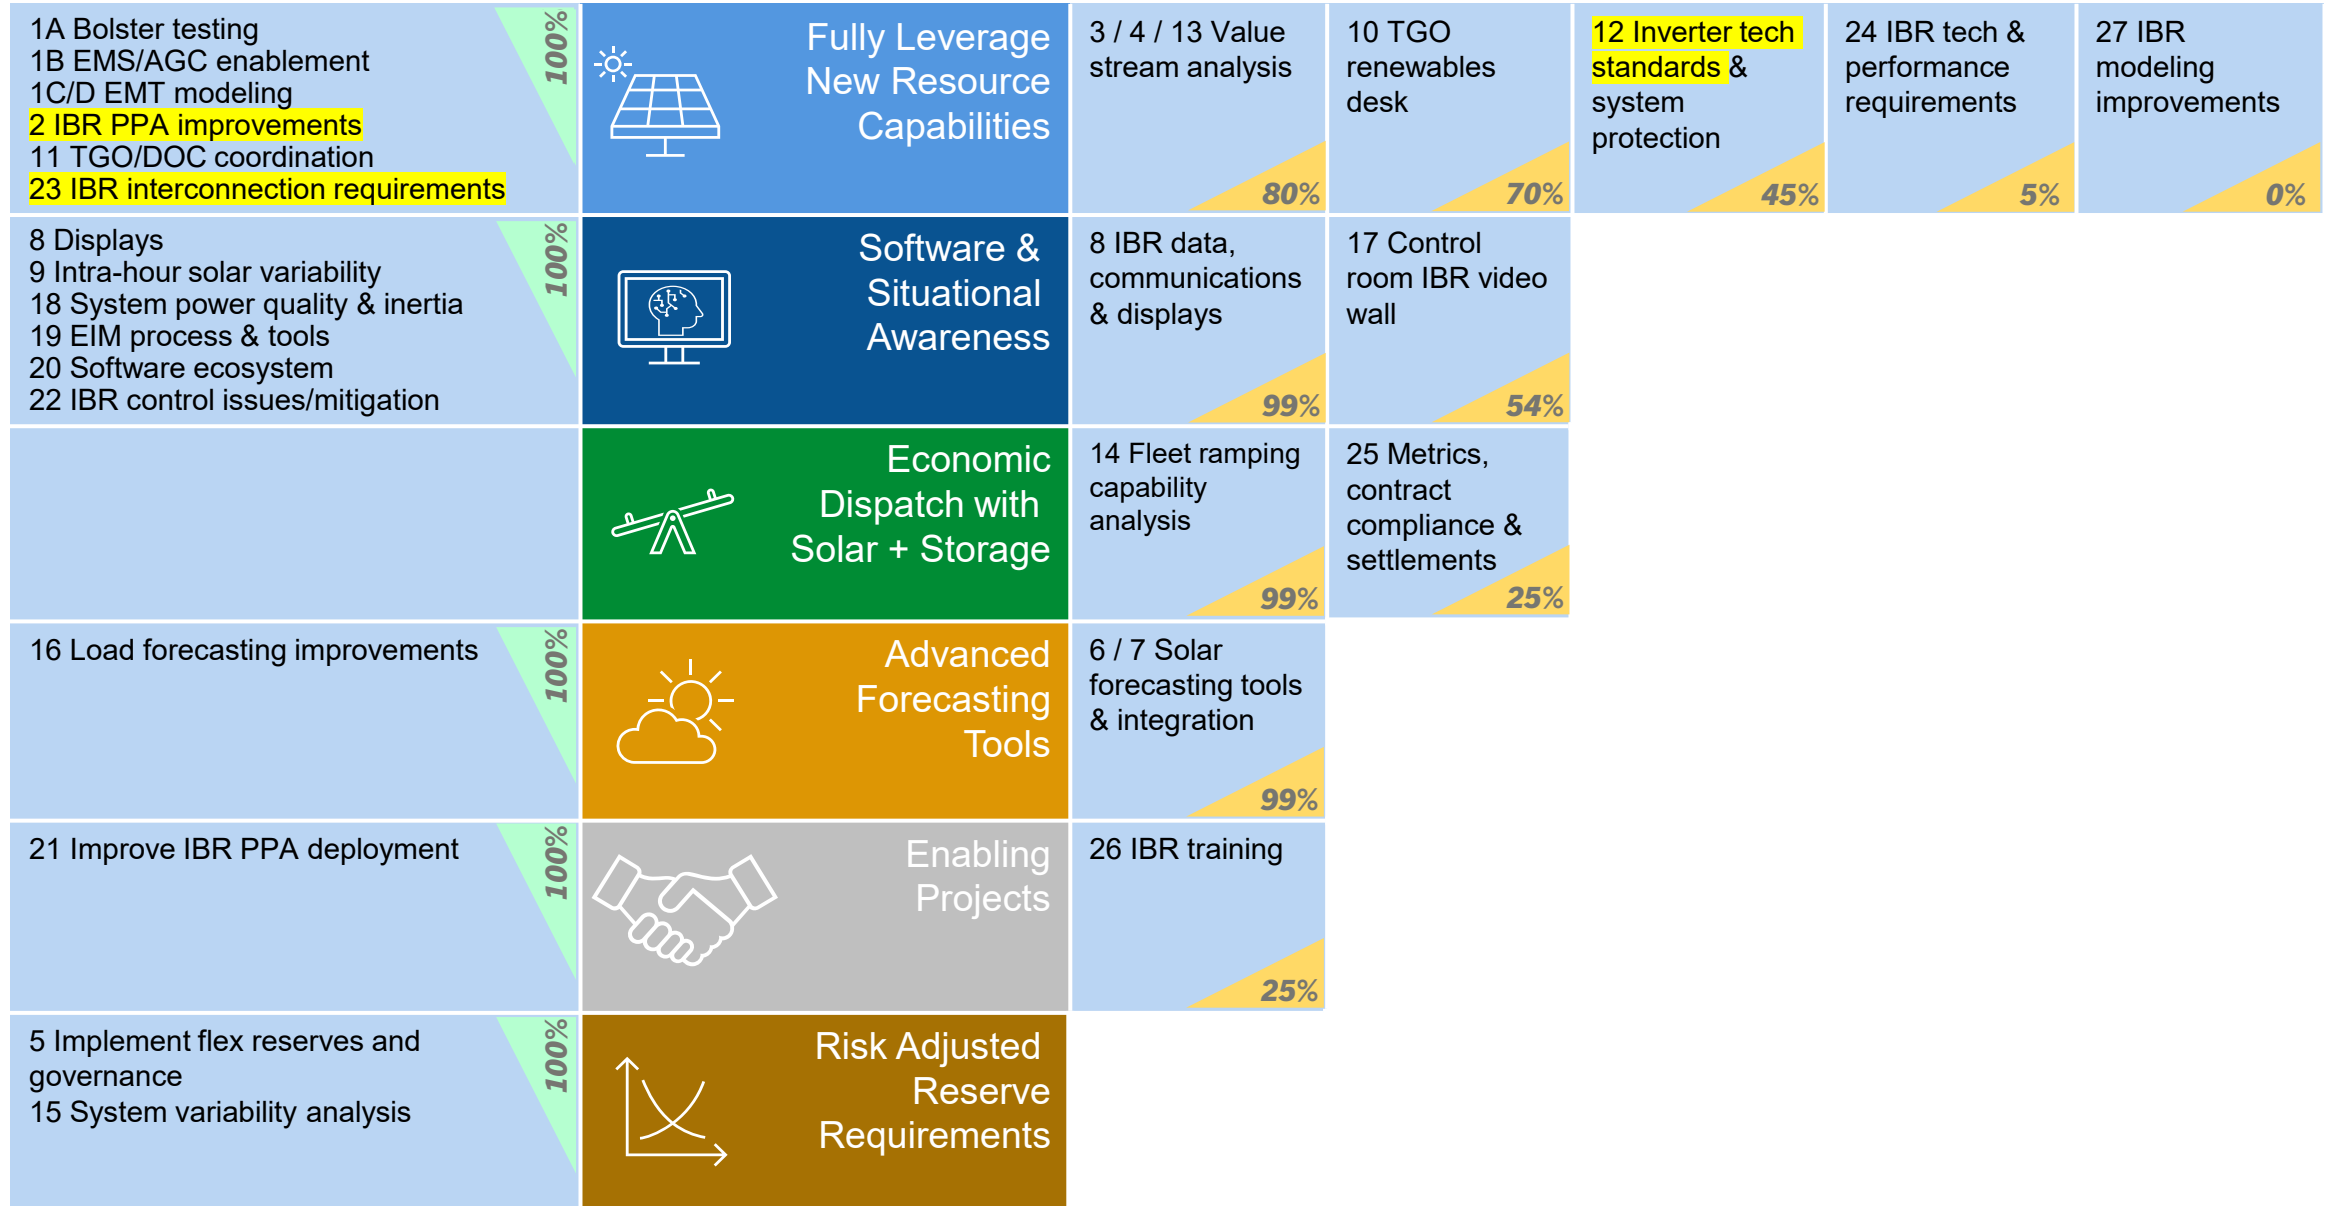 1A Bolster testing
1B EMS/AGC enablement
1C/D EMT modeling
2 IBR PPA improvements
11 TGO/DOC coordination
23 IBR interconnection requirements
100%
Fully Leverage
New Resource
Capabilities
3 / 4 / 13 Value
stream analysis
80%
10 TGO
renewables
desk
70%
12 Inverter tech
standards &
system
protection
45%
24 IBR tech &
performance
requirements
5%
27 IBR
modeling
improvements
0%
8 Displays
9 Intra-hour solar variability
18 System power quality & inertia
19 EIM process & tools
20 Software ecosystem
22 IBR control issues/mitigation
100%
Software &
Situational
Awareness
8 IBR data,
communications
& displays
99%
17 Control
room IBR video
wall
54%
Economic
Dispatch with
Solar + Storage
14 Fleet ramping
capability
analysis
99%
25 Metrics,
contract
compliance &
settlements
25%
16 Load forecasting improvements
100%
Advanced
Forecasting
Tools
6 / 7 Solar
forecasting tools
& integration
99%
21 Improve IBR PPA deployment
100%
Enabling
Projects
26 IBR training
25%
5 Implement flex reserves and
governance
15 System variability analysis
100%
Risk Adjusted
Reserve
Requirements